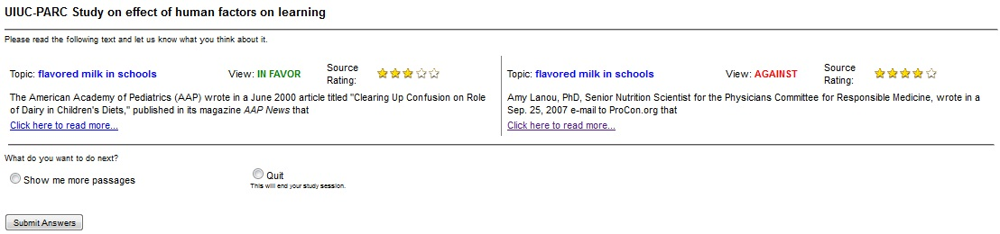 UIUC-PARC Study on effect of human factors on learning
Please read the following text and let us know what you think about it.
Topic: flavored milk in schools View: IN FAVOR Source Rating:
The American Academy of Pediatrics (AAP) wrote in a June 2000 article titled "Clearing Up Confusion on Role
of Dairy in Children's Diets," published in its magazine AAP News that
Click here to read more...
Topic: flavored milk in schools View: AGAINST Source Rating:
Amy Lanou, PhD, Senior Nutrition Scientist for the Physicians Committee for Responsible Medicine, wrote in a
Sep. 25, 2007 e-mail to ProCon.org that
Click here to read more...
What do you want to do next?
Show me more passages
Quit
This will end your study session.
Submit Answers